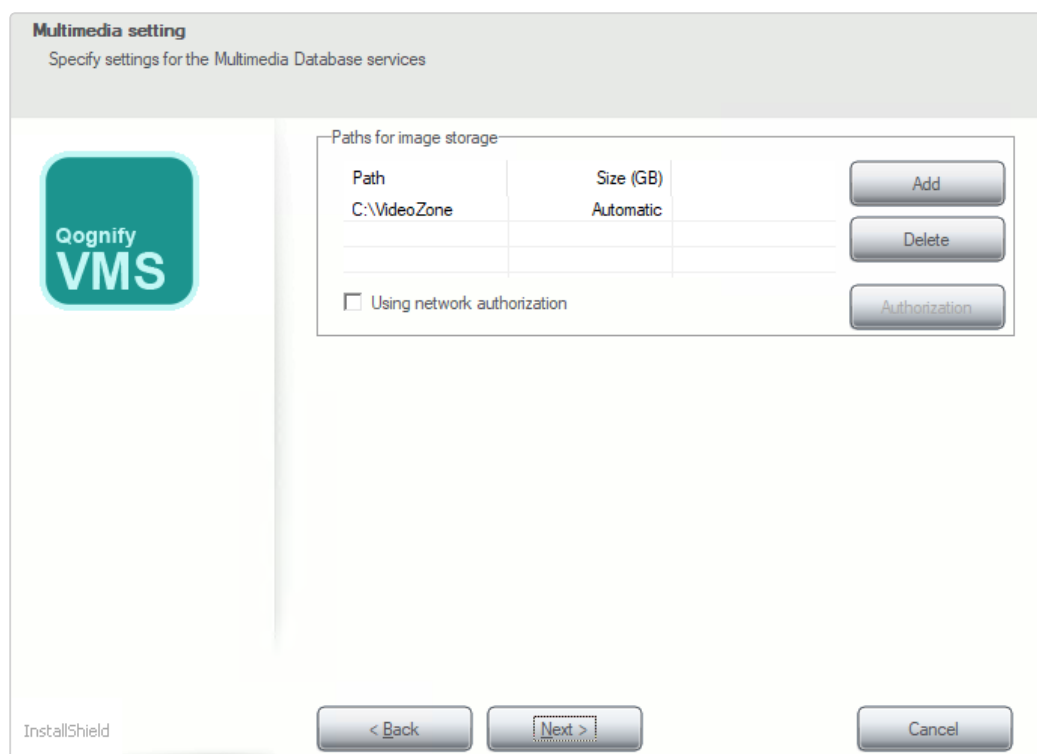 Multimedia setting
Specify settings for the Multimedia Database services
Paths for image storage
Path Size (GB)
C:\VideoZone Automatic
Add
Delete
Using network authorization
Authorization
Qognify
VMS
InstallShield
< Back
Next >
Cancel